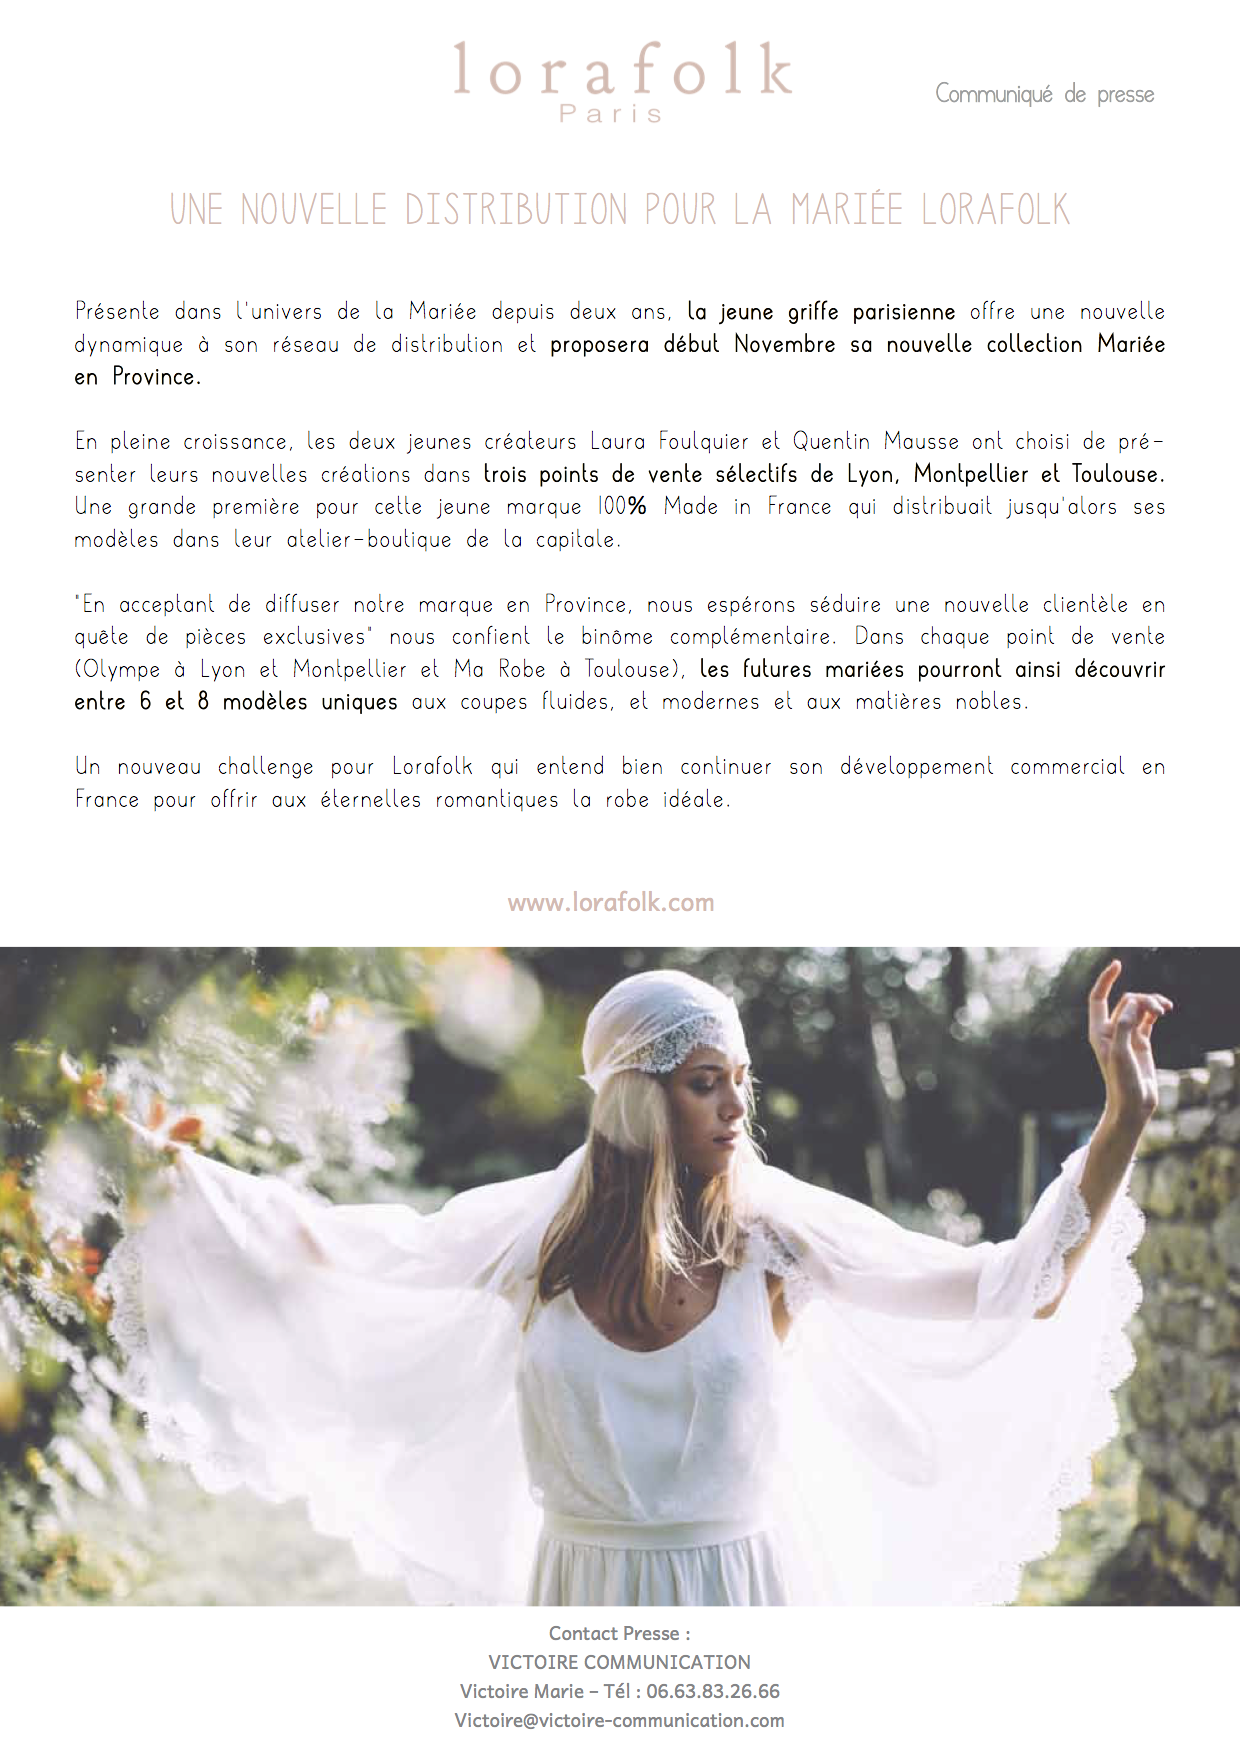 lorafolk
Paris
Communiqué de presse
UNE NOUVELLE DISTRIBUTION POUR LA MARIÉE LORAFOLK
Présente dans l'univers de la Mariée depuis deux ans, la jeune griffe parisienne offre une nouvelle
dynamique à son réseau de distribution et proposera début Novembre sa nouvelle collection Mariée
en Province.
En pleine croissance, les deux jeunes créateurs Laura Foulquier et Quentin Mausse ont choisi de pré-
senter leurs nouvelles créations dans trois points de vente sélectifs de Lyon, Montpellier et Toulouse.
Une grande première pour cette jeune marque 100% Made in France qui distribuait jusqu'alors ses
modèles dans leur atelier-boutique de la capitale.
"En acceptant de diffuser notre marque en Province, nous espérons séduire une nouvelle clientèle en
quête de pièces exclusives" nous confient le binôme complémentaire. Dans chaque point de vente
(Olympe à Lyon et Montpellier et Ma Robe à Toulouse), les futures mariées pourront ainsi découvrir
entre 6 et 8 modèles uniques aux coupes fluides, et modernes et aux matières nobles.
Un nouveau challenge pour Lorafolk qui entend bien continuer son développement commercial en
France pour offrir aux éternelles romantiques la robe idéale.
www.lorafolk.com
Contact Presse :
VICTOIRE COMMUNICATION
Victoire Marie – Tél : 06.63.83.26.66
Victoire@victoire-communication.com